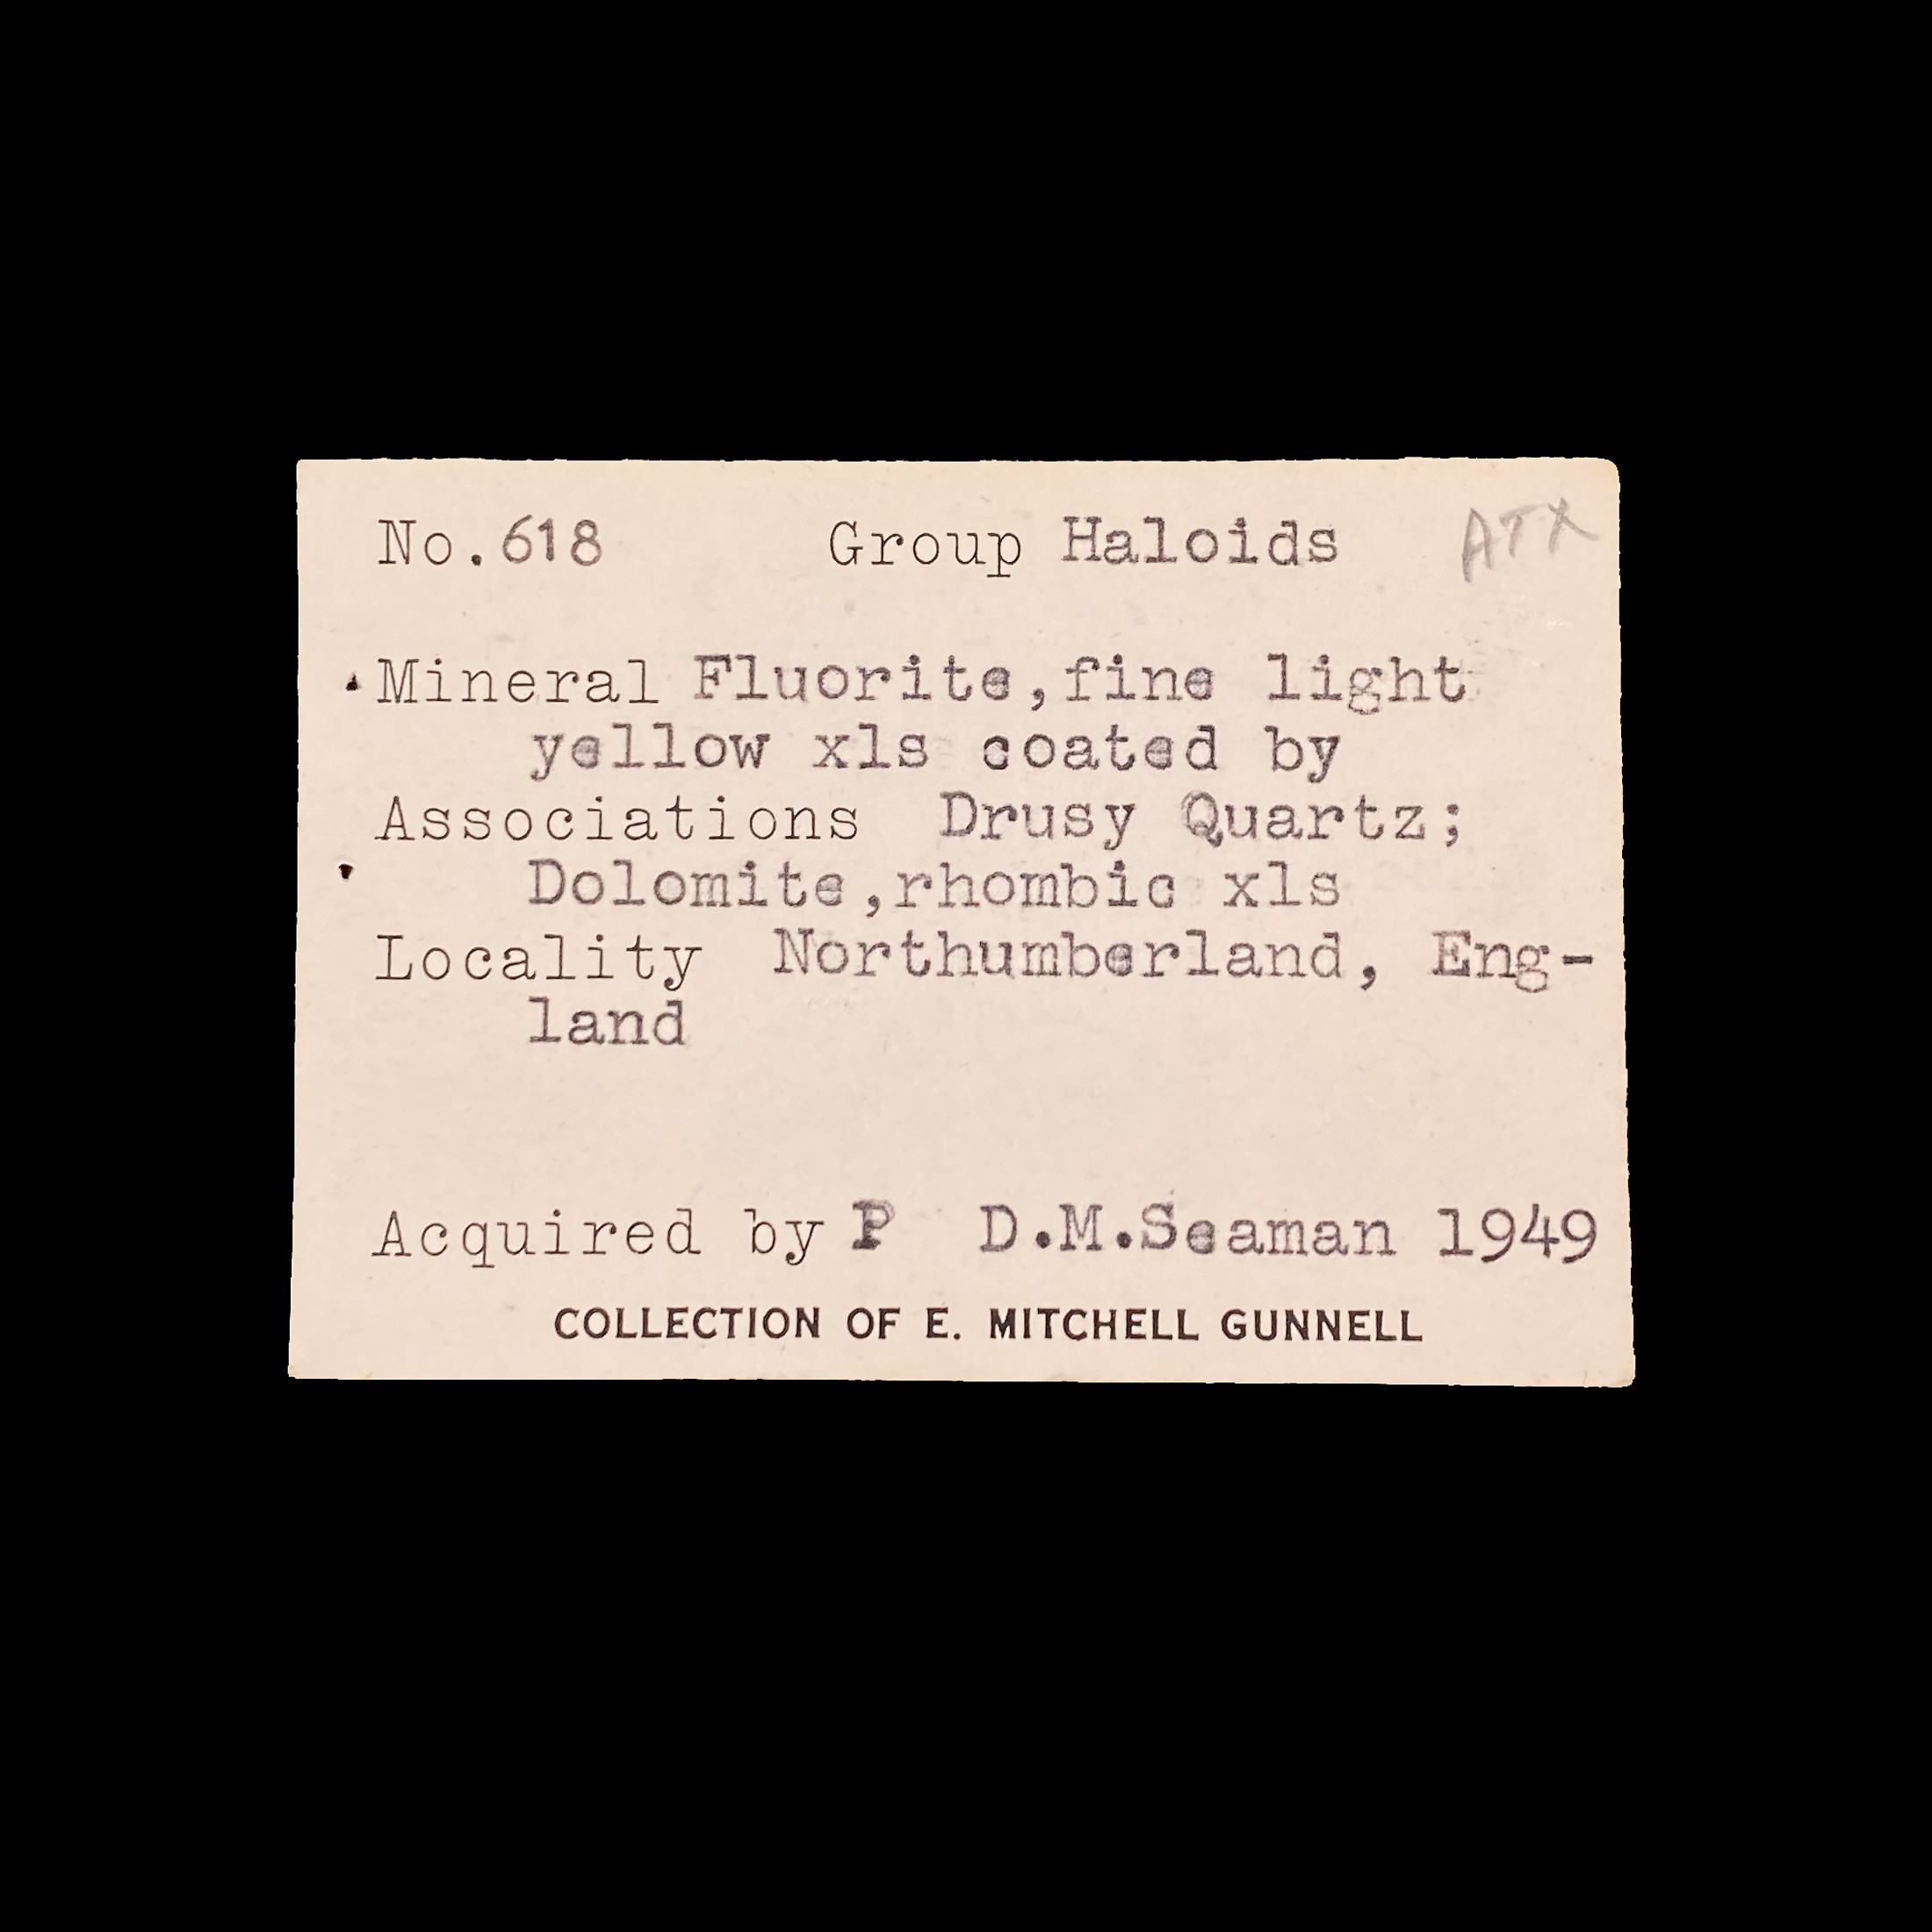 No.618 Group Haloids ATX
Mineral Fluorite,fine light
yellow xls coated by
Associations Drusy Quartz;
Dolomite,rhombic xls
Locality Northumberland, Eng-
land
Acquired by P D.M.Seaman 1949
COLLECTION OF E. MITCHELL GUNNELL